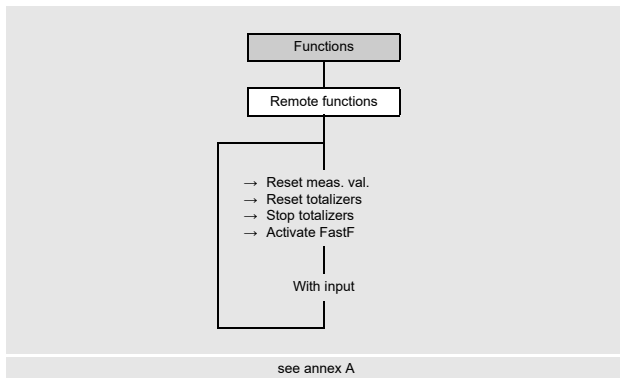 Functions
Remote functions
→ Reset meas. val.
→ Reset totalizers
→ Stop totalizers
→ Activate FastF
With input
see annex A